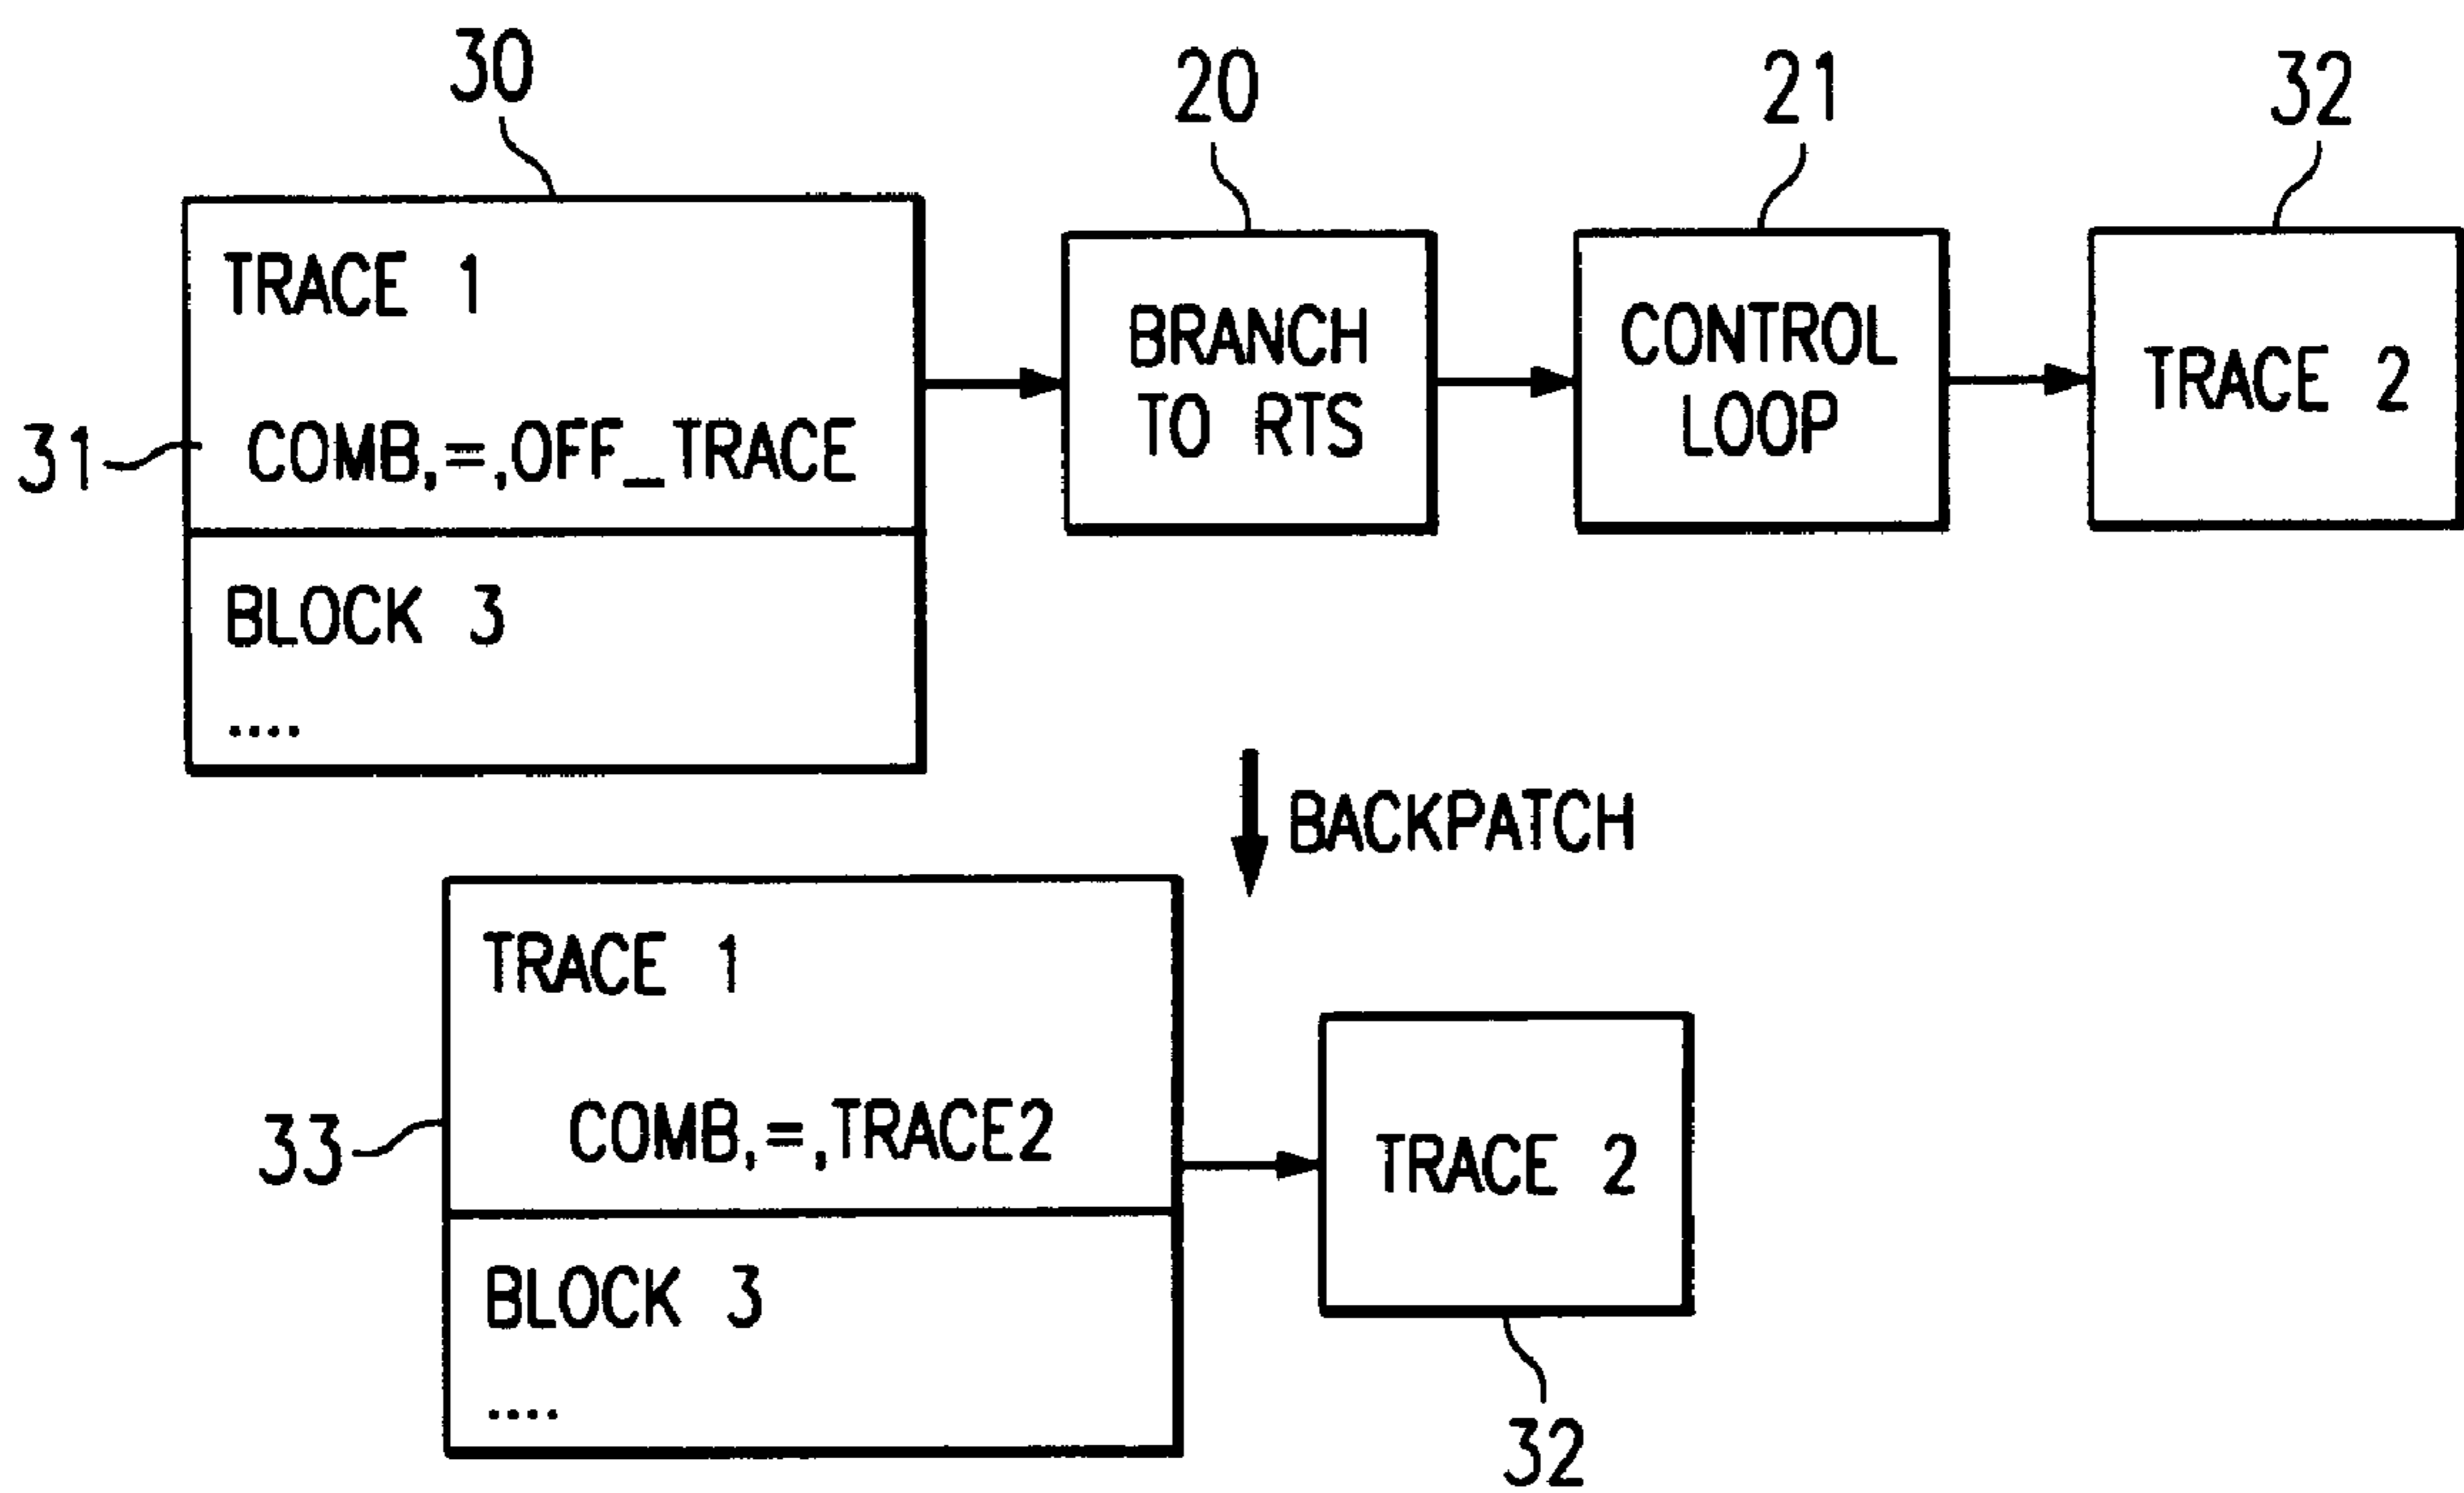 30
20
21
32
TRACE 1
31
COMB,=,OFF_TRACE
BLOCK 3
....
BRANCH
TO RTS
CONTROL
LOOP
TRACE 2
BACKPATCH
TRACE 1
33
COMB,=,TRACE2
BLOCK 3
....
TRACE 2
32